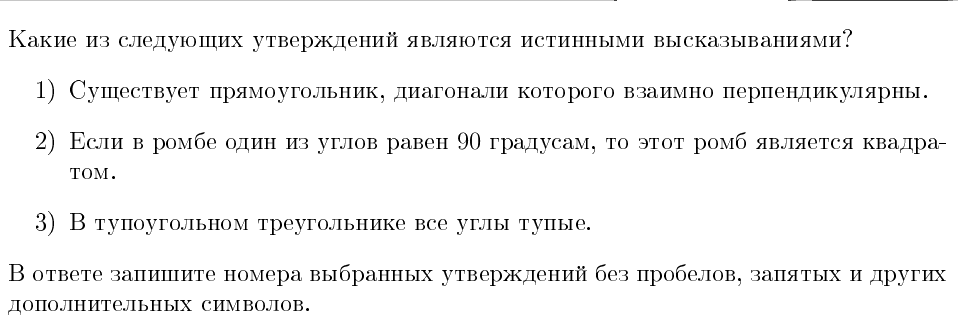 Какие из следующих утверждений являются истинными высказываниями?
1) Существует прямоугольник, диагонали которого взаимно перпендикулярны.
2) Если в ромбе один из углов равен 90 градусам, то этот ромб является квадра-
том.
3) В тупоугольном треугольнике все углы тупые.
В ответе запишите номера выбранных утверждений без пробелов, запятых и других
дополнительных символов.